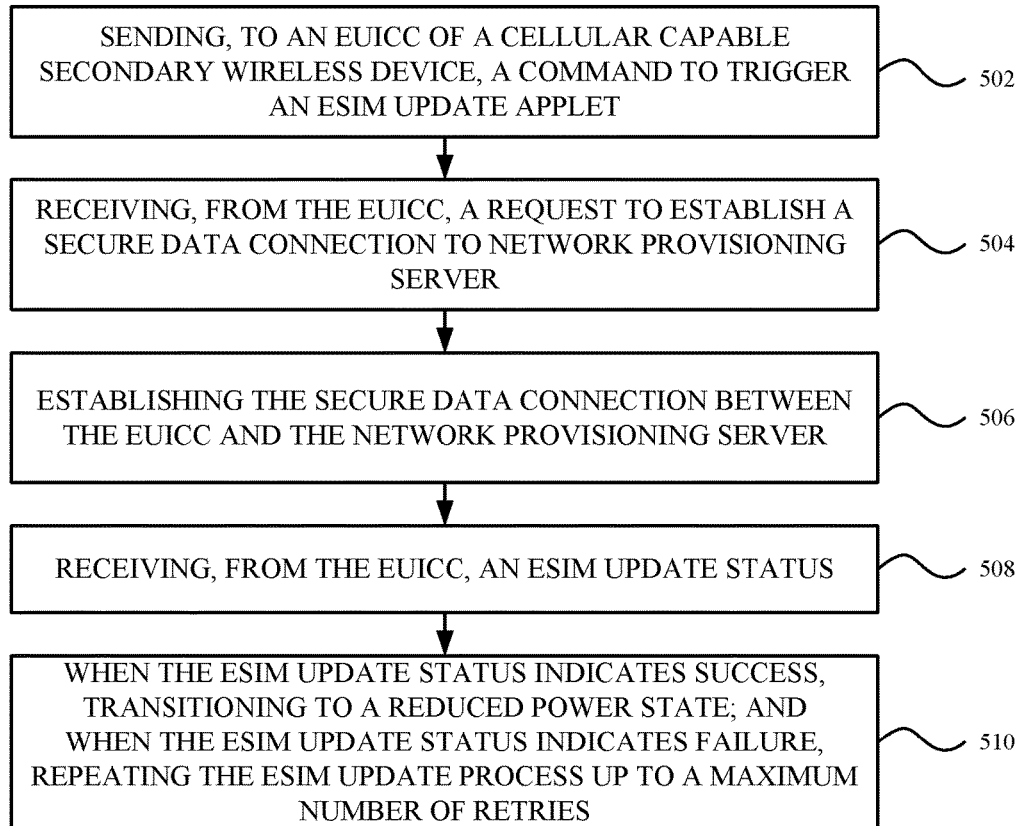 SENDING, TO AN EUICC OF A CELLULAR CAPABLE
SECONDARY WIRELESS DEVICE, A COMMAND TO TRIGGER
AN ESIM UPDATE APPLET
502
RECEIVING, FROM THE EUICC, A REQUEST TO ESTABLISH A
SECURE DATA CONNECTION TO NETWORK PROVISIONING
SERVER
504
ESTABLISHING THE SECURE DATA CONNECTION BETWEEN
THE EUICC AND THE NETWORK PROVISIONING SERVER
506
RECEIVING, FROM THE EUICC, AN ESIM UPDATE STATUS
508
WHEN THE ESIM UPDATE STATUS INDICATES SUCCESS,
TRANSITIONING TO A REDUCED POWER STATE; AND
WHEN THE ESIM UPDATE STATUS INDICATES FAILURE,
REPEATING THE ESIM UPDATE PROCESS UP TO A MAXIMUM
NUMBER OF RETRIES
510